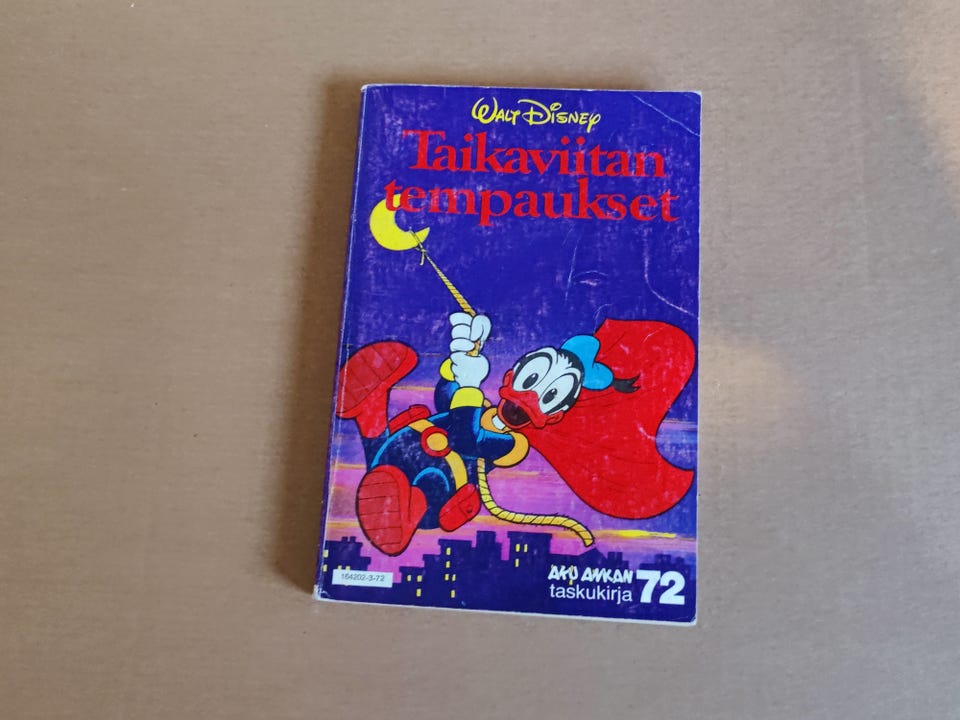 WALT DISNEY
Taikaviitan
tempaukset
164202-3-72
AKU ANKAN
taskukirja 72